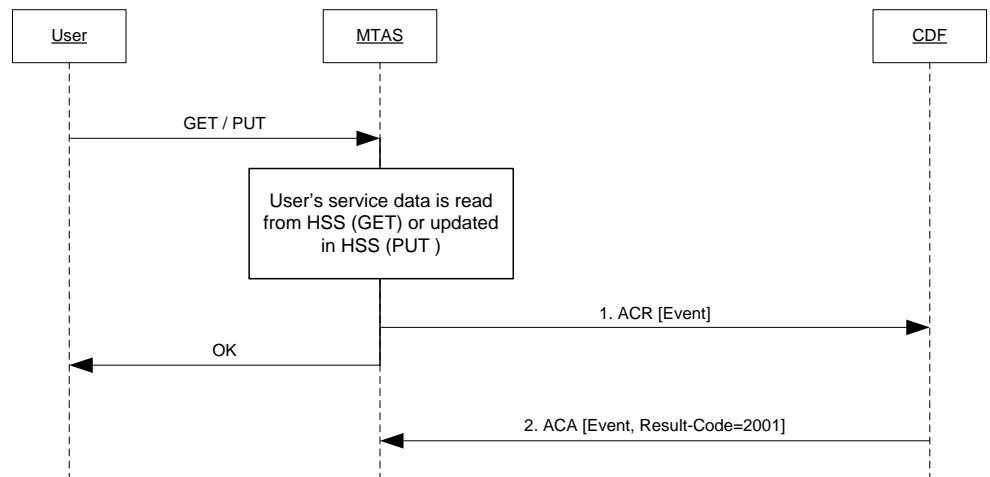 User
MTAS
CDF
GET / PUT
User's service data is read
from HSS (GET) or updated
in HSS (PUT )
1. ACR [Event]
OK
2. ACA [Event, Result-Code=2001]